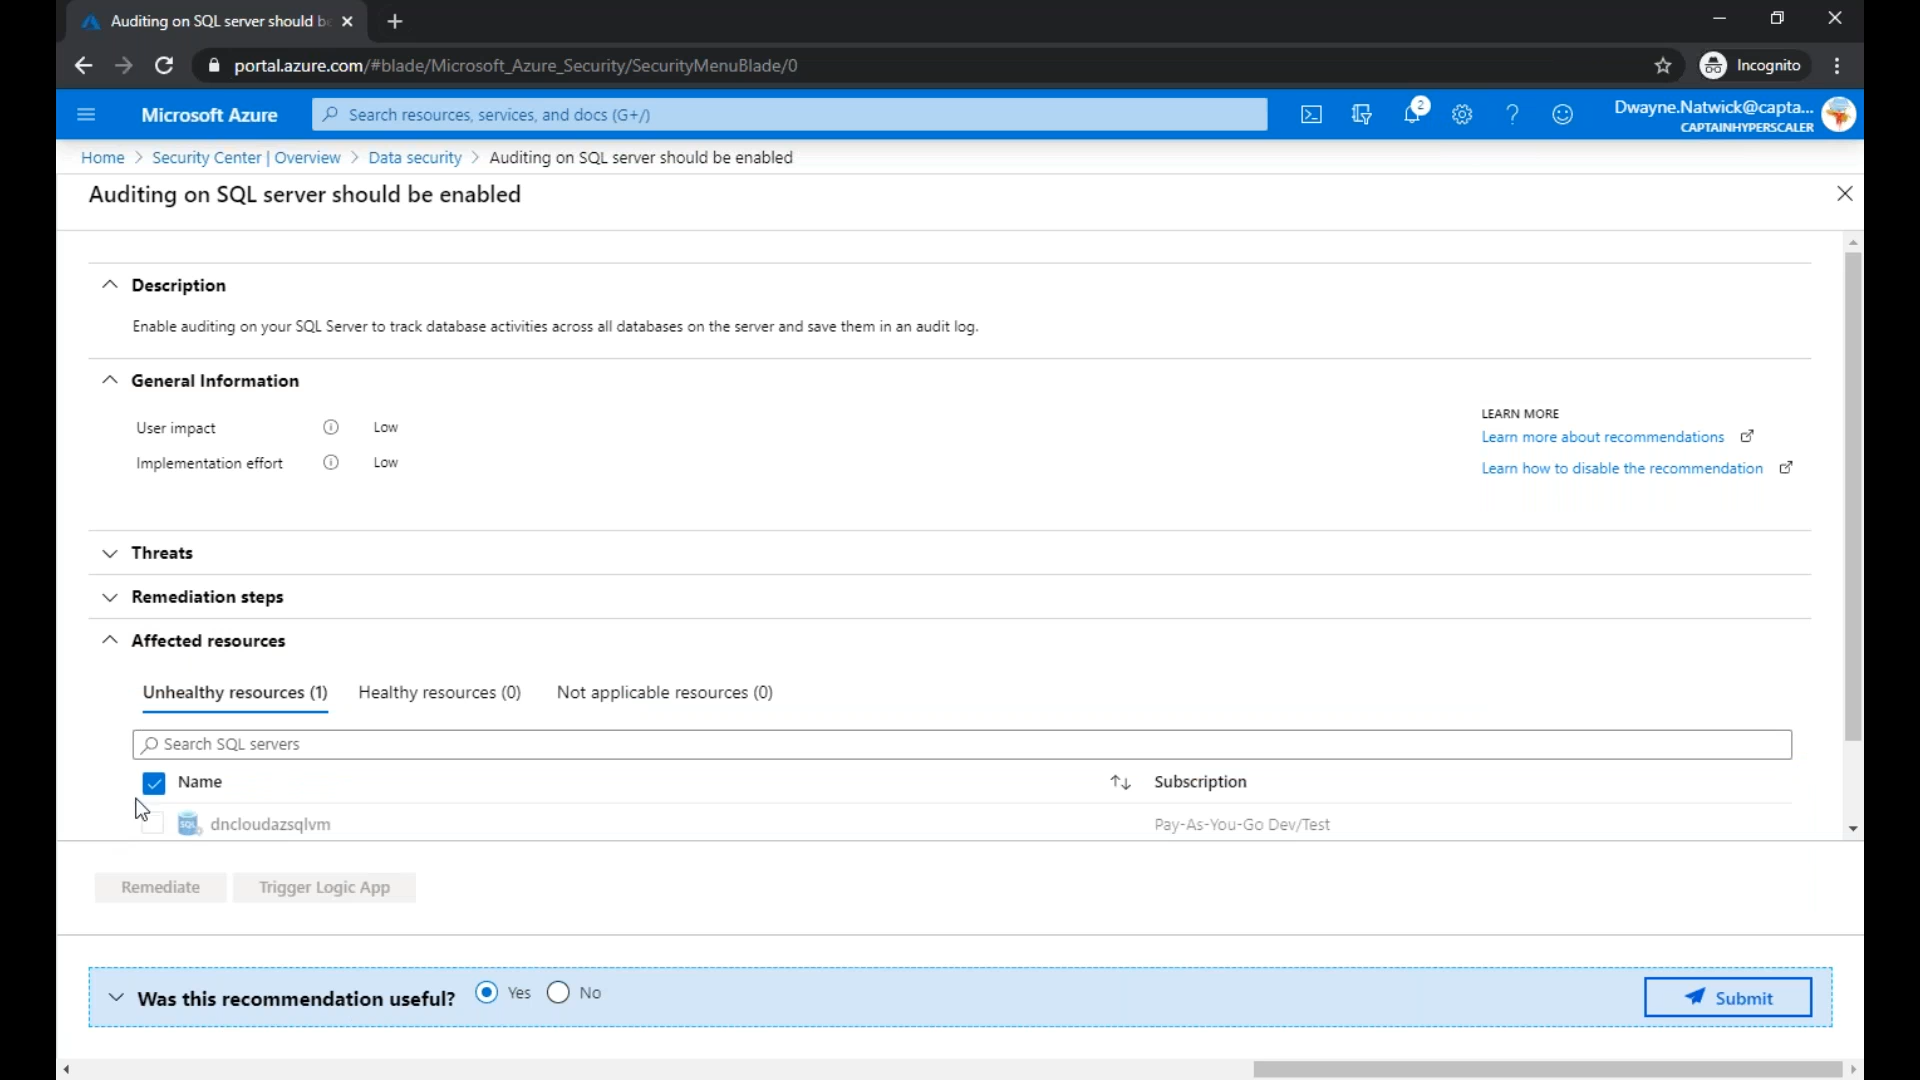 Auditing on SQL server should be
portal.azure.com/#blade/Microsoft_Azure_Security/SecurityMenuBlade/0
Incognito
Microsoft Azure
Search resources, services, and docs (G+/)
2
Dwayne.Natwick@capta...
CAPTAINHYPERSCALER
Home > Security Center | Overview > Data security > Auditing on SQL server should be enabled
Auditing on SQL server should be enabled
Description
Enable auditing on your SQL Server to track database activities across all databases on the server and save them in an audit log.
General Information
User impact Low
Implementation effort Low
LEARN MORE
Learn more about recommendations
Learn how to disable the recommendation
Threats
Remediation steps
Affected resources
Unhealthy resources (1) Healthy resources (0) Not applicable resources (0)
Search SQL servers
Name Subscription
SQL dncloudazsqlvm Pay-As-You-Go Dev/Test
Remediate Trigger Logic App
Was this recommendation useful? Yes No Submit